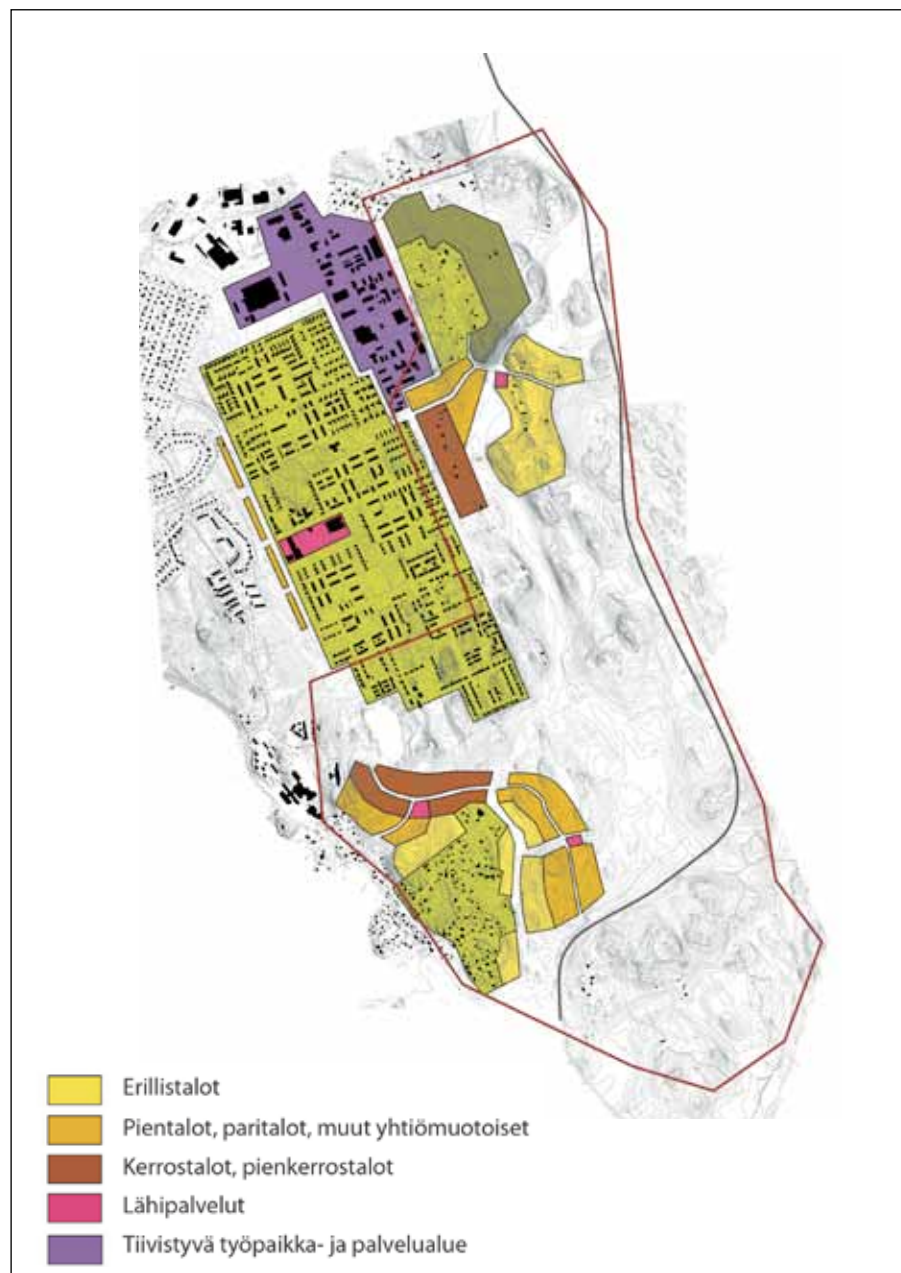 Erillistalot
Pientalot, paritalot, muut yhtiömuotoiset
Kerrostalot, pienkerrostalot
Lähipalvelut
Tiivistyvä työpaikka- ja palvelualue